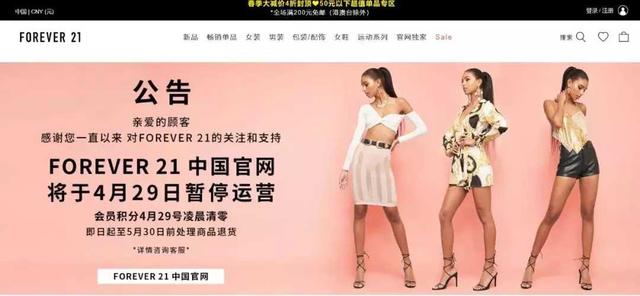 春季大减价4折封顶❤50元以下超值单品专区
中国 | CNY (元)
*全场满200元免邮（港澳台除外）
登录 / 注册
FOREVER 21
新品 畅销单品 女装 男装 包袋/配饰 女鞋 运动系列 官网独家 Sale
搜索
公告
亲爱的顾客
感谢您一直以来 对FOREVER 21的关注和支持
FOREVER 21 中国官网
将于4月29日暂停运营
会员积分4月29号凌晨清零
即日起至5月30日前处理商品退货
*详情咨询客服*
FOREVER 21 中国官网